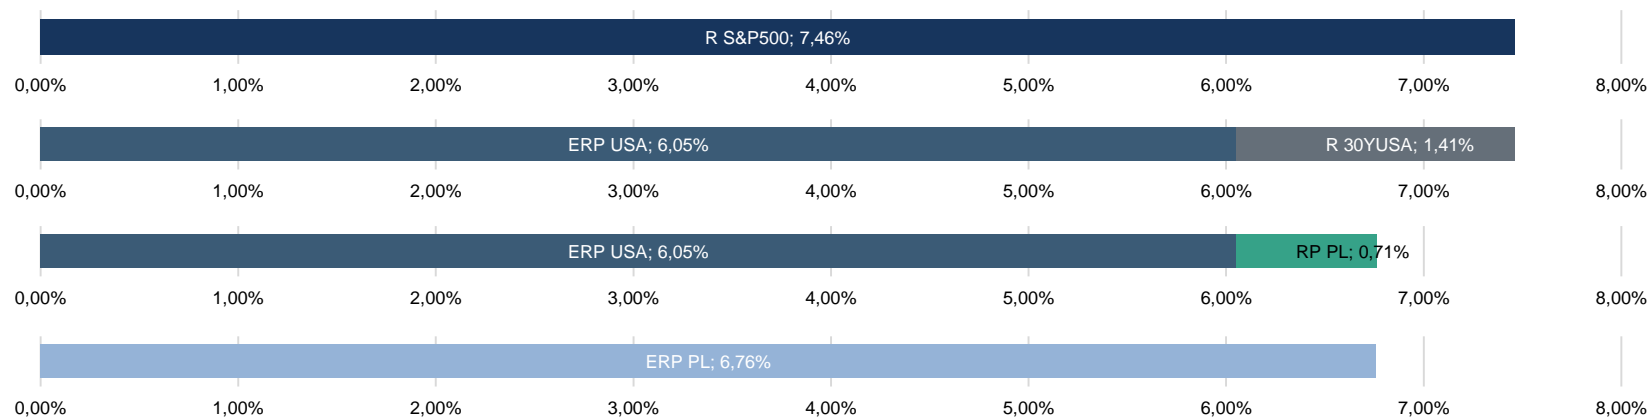 R S&P500; 7,46%
0,00% 1,00% 2,00% 3,00% 4,00% 5,00% 6,00% 7,00% 8,00%
ERP USA; 6,05% R 30YUSA; 1,41%
0,00% 1,00% 2,00% 3,00% 4,00% 5,00% 6,00% 7,00% 8,00%
ERP USA; 6,05% RP PL; 0,71%
0,00% 1,00% 2,00% 3,00% 4,00% 5,00% 6,00% 7,00% 8,00%
ERP PL; 6,76%
0,00% 1,00% 2,00% 3,00% 4,00% 5,00% 6,00% 7,00% 8,00%